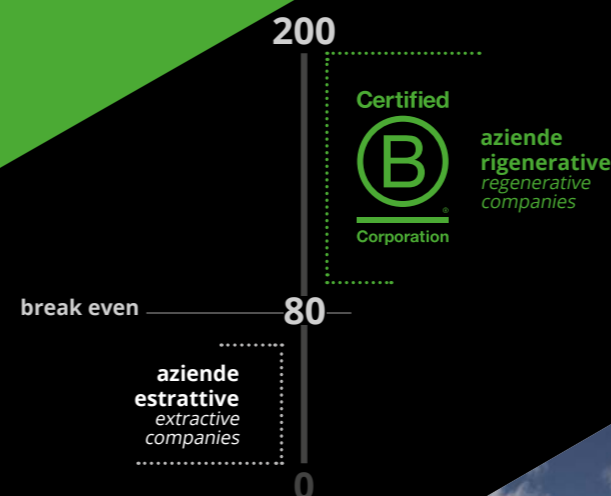 200
Certified
B
®
Corporation
aziende
rigenerative
regenerative
companies
break even
80
aziende
estrattive
extractive
companies
0